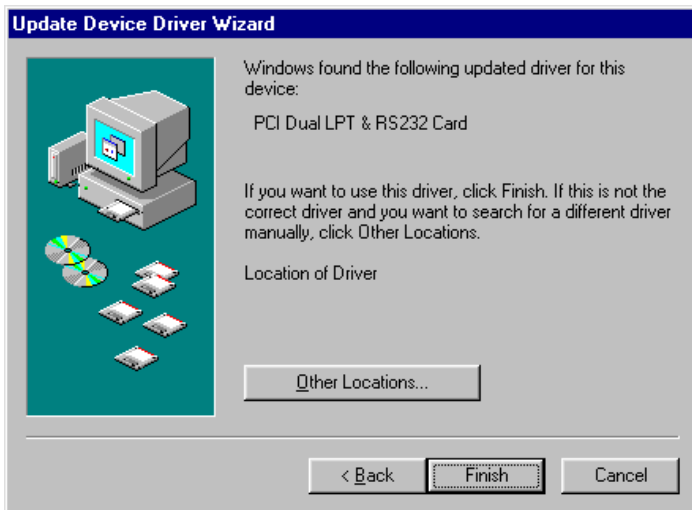 Update Device Driver Wizard
Windows found the following updated driver for this
device:
PCI Dual LPT & RS232 Card
If you want to use this driver, click Finish. If this is not the
correct driver and you want to search for a different driver
manually, click Other Locations.
Location of Driver
Other Locations...
< Back
Finish
Cancel